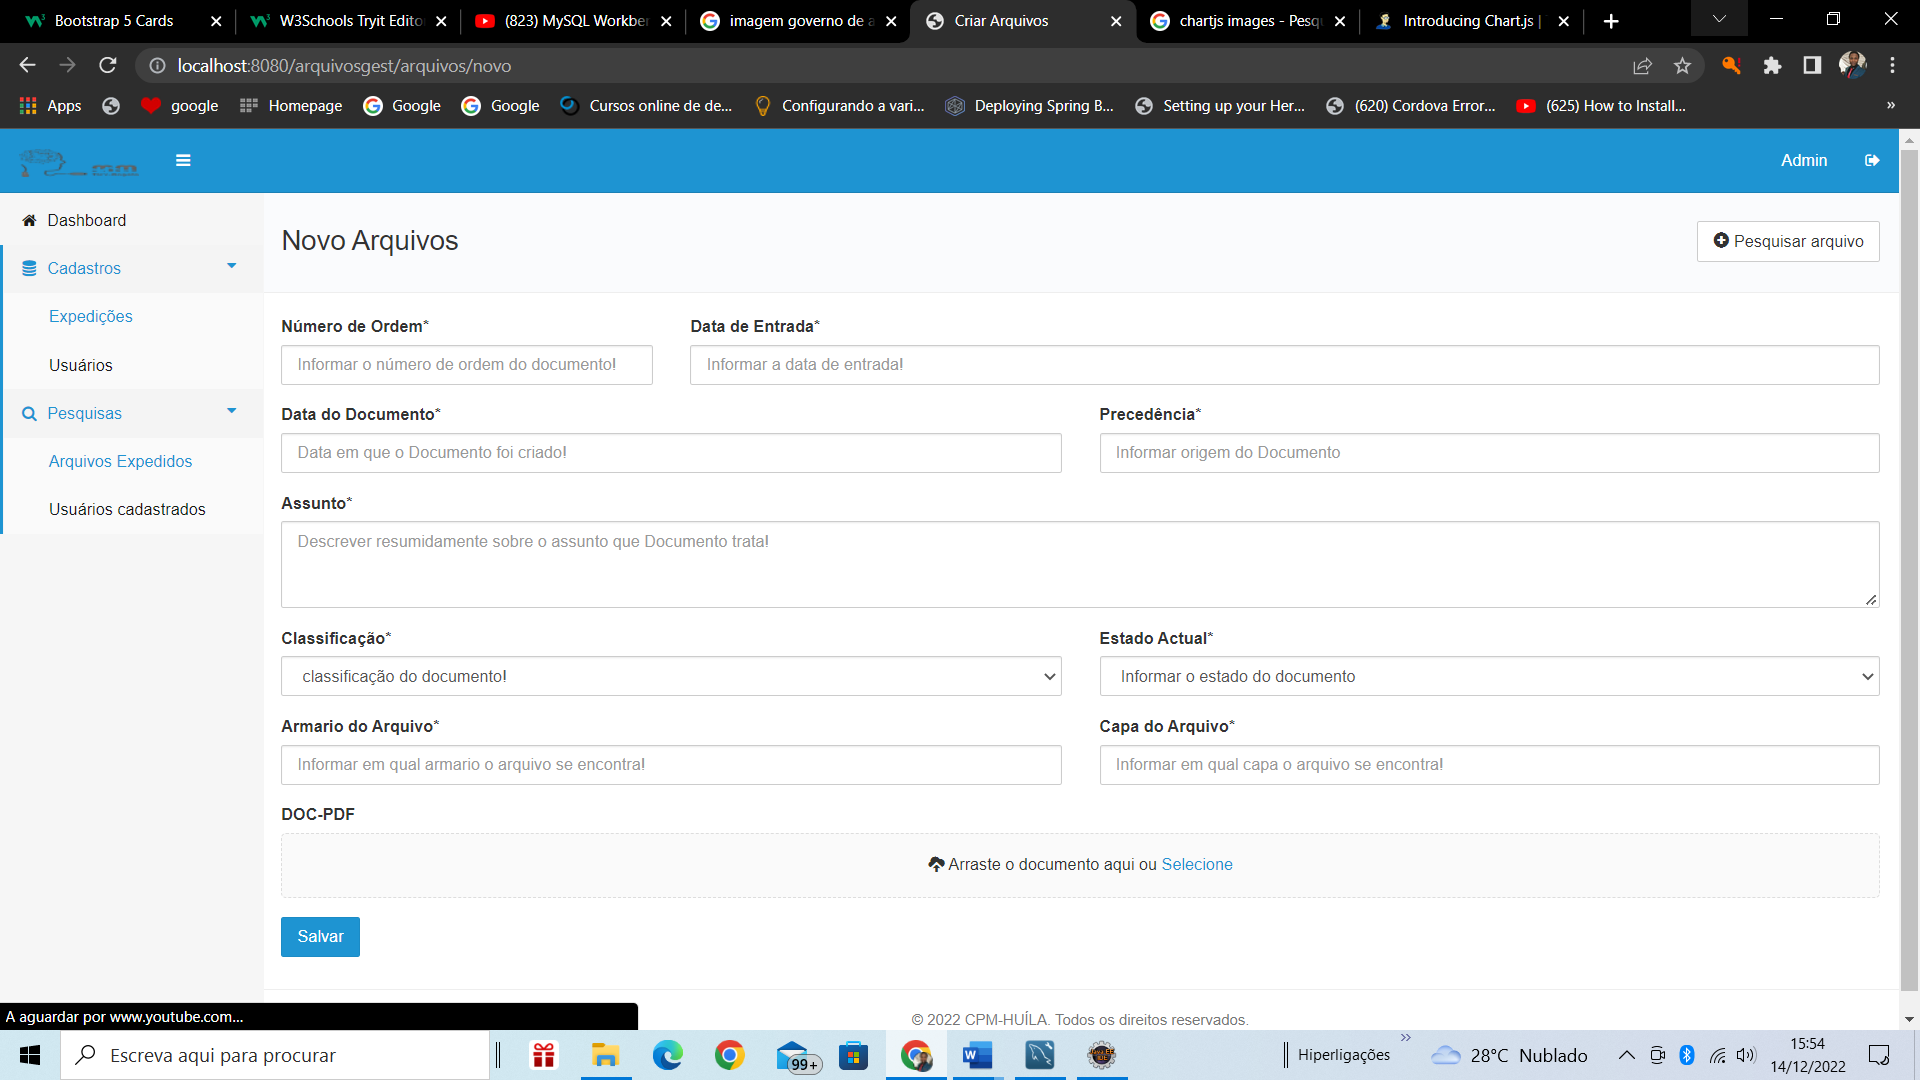 Bootstrap 5 Cards
W3Schools Tryit Edito
(823) MySQL Workbe
imagem governo de a
Criar Arquivos
chartjs images - Pesq
Introducing Chart.js |
localhost:8080/arquivosgest/arquivos/novo
Apps
google
Homepage
Google
Google
Cursos online de de...
Configurando a vari...
Deploying Spring B...
Setting up your Her...
(620) Cordova Error...
(625) How to Install...
»
Admin
Dashboard
Cadastros
Expedições
Usuários
Pesquisas
Arquivos Expedidos
Usuários cadastrados
Novo Arquivos
Pesquisar arquivo
Número de Ordem*
Data de Entrada*
Informar o número de ordem do documento!
Informar a data de entrada!
Data do Documento*
Precedência*
Data em que o Documento foi criado!
Informar origem do Documento
Assunto*
Descrever resumidamente sobre o assunto que Documento trata!
Classificação*
Estado Actual*
classificação do documento!
Informar o estado do documento
Armario do Arquivo*
Capa do Arquivo*
Informar em qual armario o arquivo se encontra!
Informar em qual capa o arquivo se encontra!
DOC-PDF
Arraste o documento aqui ou Selecione
Salvar
© 2022 CPM-HUÍLA. Todos os direitos reservados.
A aguardar por www.youtube.com...
Escreva aqui para procurar
99+
Hiperligações
»
28°C Nublado
15:54
14/12/2022